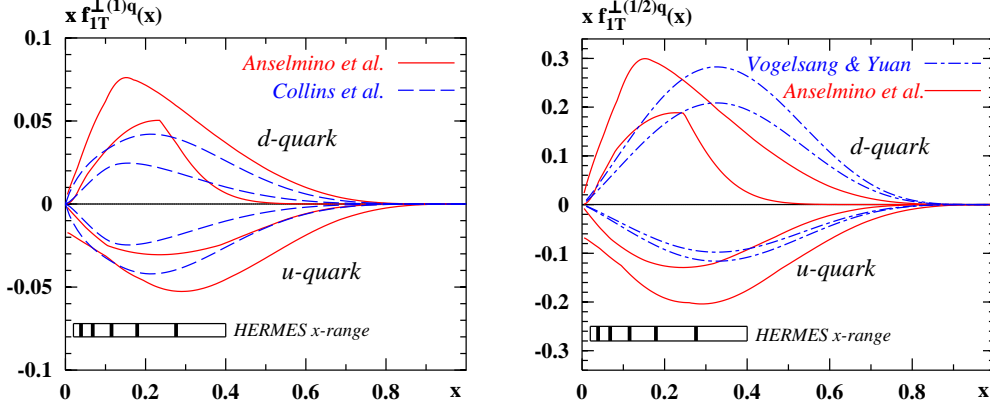 x f⊥(1)q1T(x)
0.1
0.05
0
-0.05
-0.1
Anselmino et al.
Collins et al.
d-quark
u-quark
HERMES x-range
0 0.2 0.4 0.6 0.8 x
x f⊥(1/2)q1T(x)
0.3
0.2
0.1
0
-0.1
-0.2
-0.3
Vogelsang & Yuan
Anselmino et al.
d-quark
u-quark
HERMES x-range
0 0.2 0.4 0.6 0.8 x